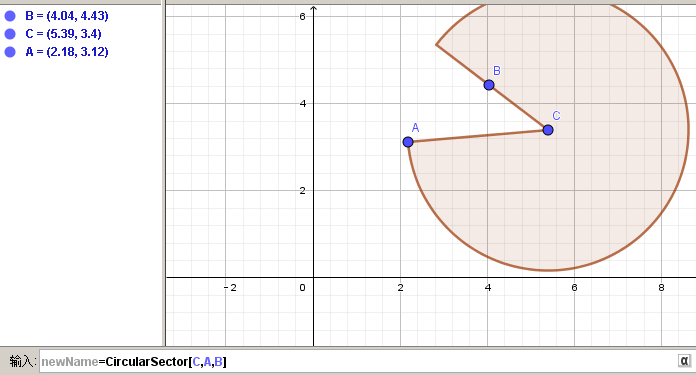 B = (4.04, 4.43)
C = (5.39, 3.4)
A = (2.18, 3.12)
6
4
2
B
C
A
-2
0
0
2
4
6
8
输入:
newName=CircularSector[C,A,B]
α